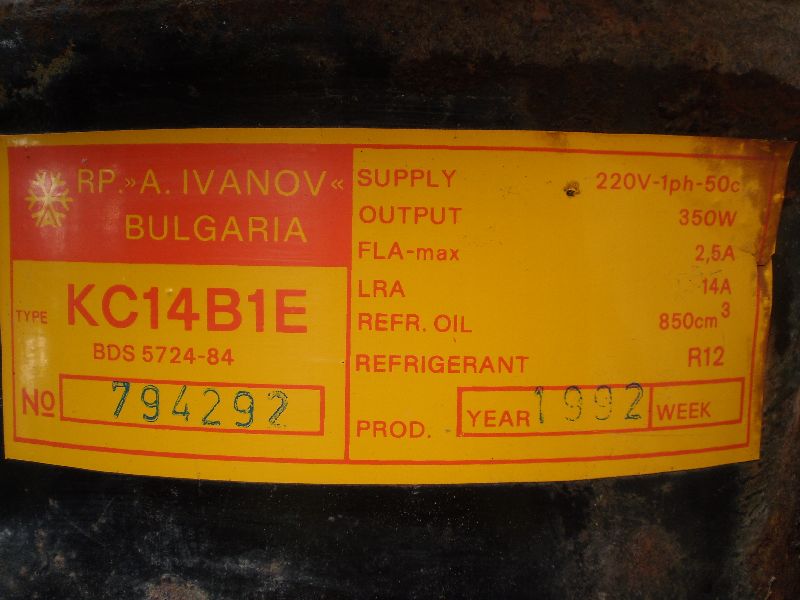 RP.»A. IVANOV«
BULGARIA
TYPE KC14B1E
BDS 5724-84
No 794292
SUPPLY 220V-1ph-50c
OUTPUT 350W
FLA-max 2,5A
LRA 14A
REFR. OIL 850cm³
REFRIGERANT R12
PROD. YEAR 1992 WEEK